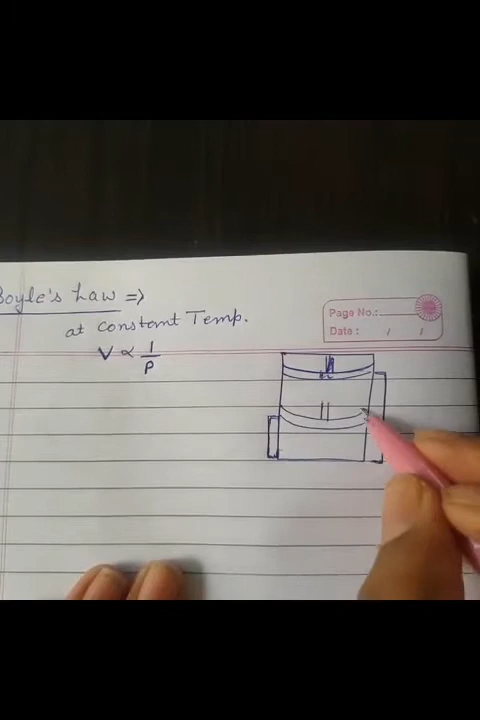 Boyle's Law =>
at constant Temp.
V ∝ 1/P
Page No.:
Date : / /